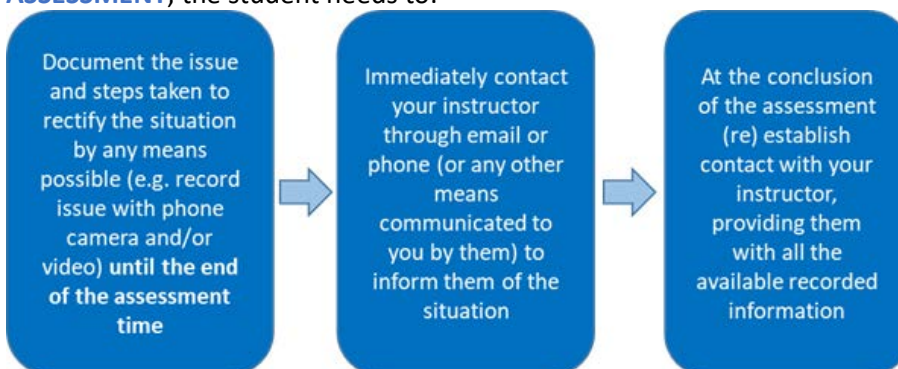 ASSESSMENT, the student needs to:
Document the issue
and steps taken to
rectify the situation
by any means
possible (e.g. record
issue with phone
camera and/or
video) until the end
of the assessment
time
Immediately contact
your instructor
through email or
phone (or any other
means
communicated to
you by them) to
inform them of the
situation
At the conclusion
of the assessment
(re) establish
contact with your
instructor,
providing them
with all the
available recorded
information